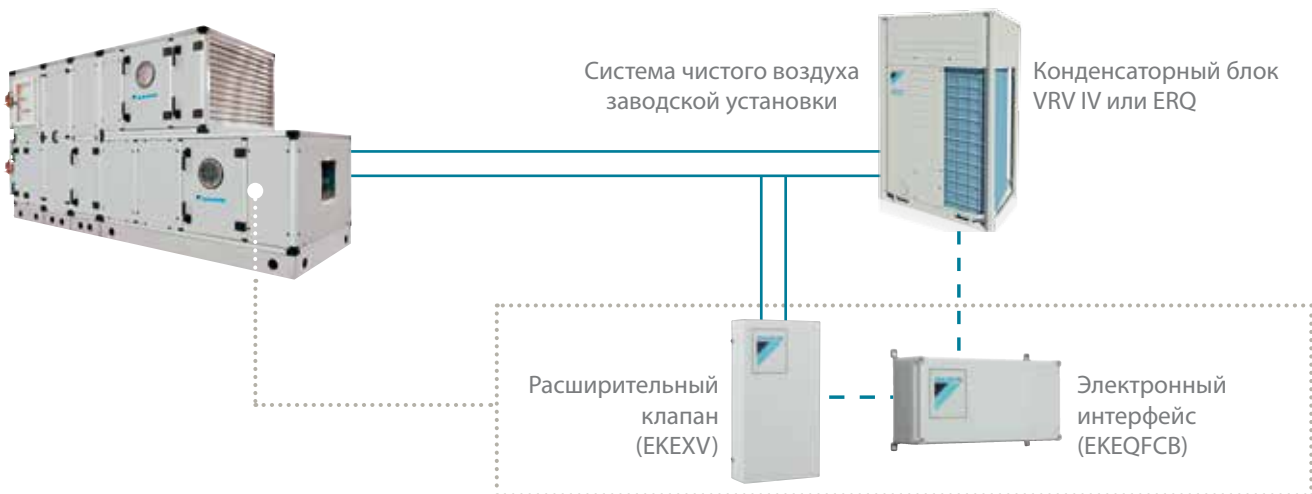 Система чистого воздуха
заводской установки
Конденсаторный блок
VRV IV или ERQ
Расширительный
клапан
(EKEXV)
Электронный
интерфейс
(EKEQFCB)